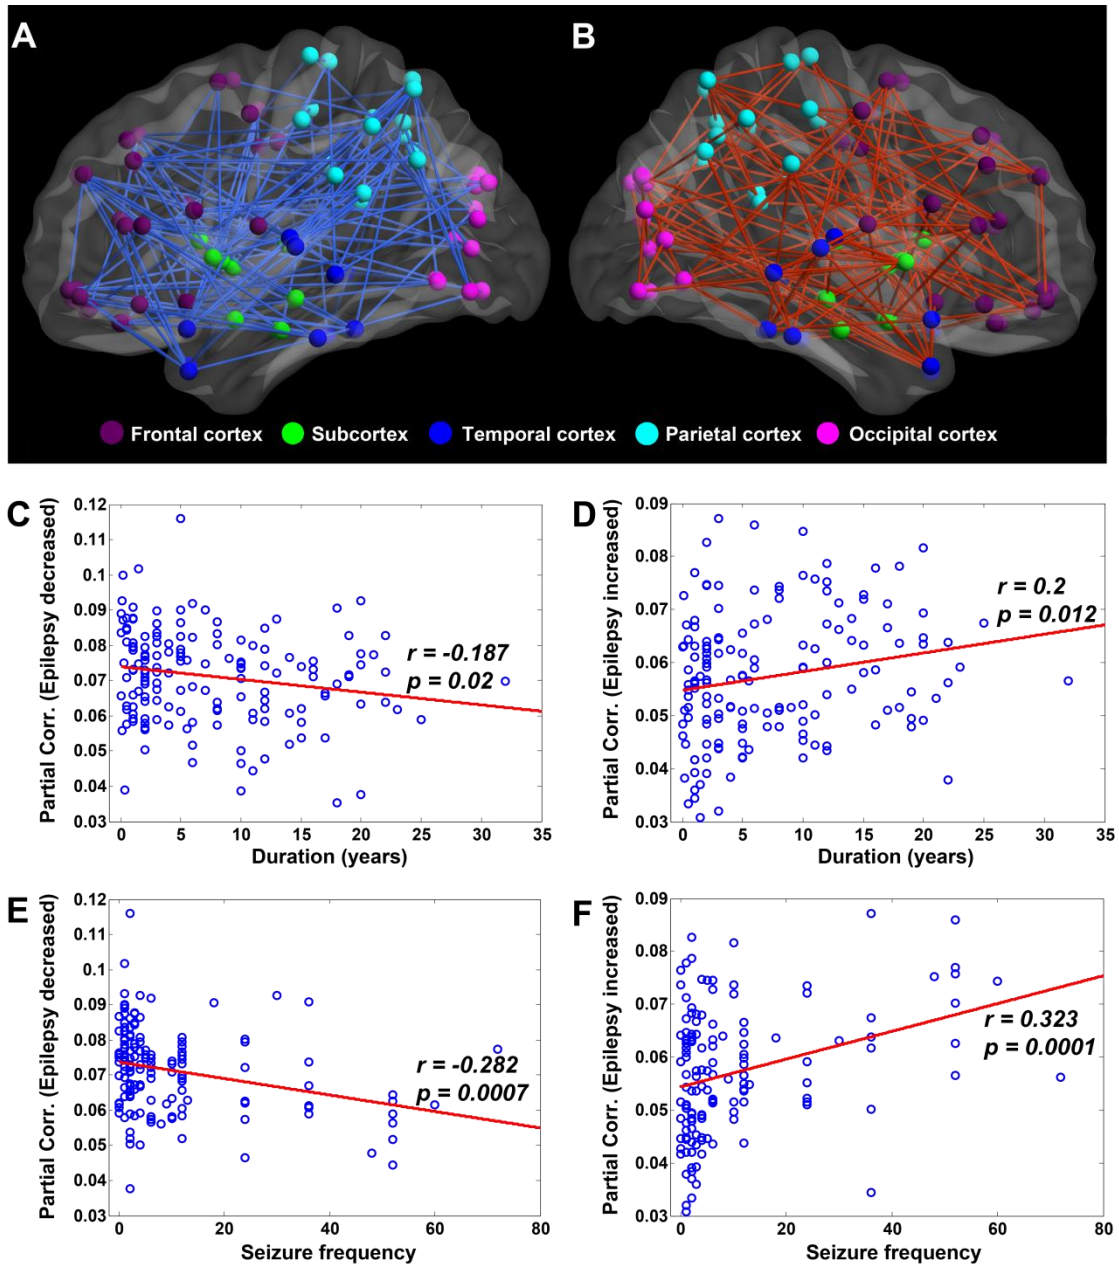 A
B
Frontal cortex
Subcortex
Temporal cortex
Parietal cortex
Occipital cortex
C
Partial Corr. (Epilepsy decreased)
0.12
0.11
0.1
0.09
0.08
0.07
0.06
0.05
0.04
0.03
r = -0.187
p = 0.02
0
5
10
15
20
25
30
35
Duration (years)
D
Partial Corr. (Epilepsy increased)
0.09
0.08
0.07
0.06
0.05
0.04
0.03
r = 0.2
p = 0.012
0
5
10
15
20
25
30
35
Duration (years)
E
Partial Corr. (Epilepsy decreased)
0.12
0.11
0.1
0.09
0.08
0.07
0.06
0.05
0.04
0.03
r = -0.282
p = 0.0007
0
20
40
60
80
Seizure frequency
F
Partial Corr. (Epilepsy increased)
0.09
0.08
0.07
0.06
0.05
0.04
0.03
r = 0.323
p = 0.0001
0
20
40
60
80
Seizure frequency